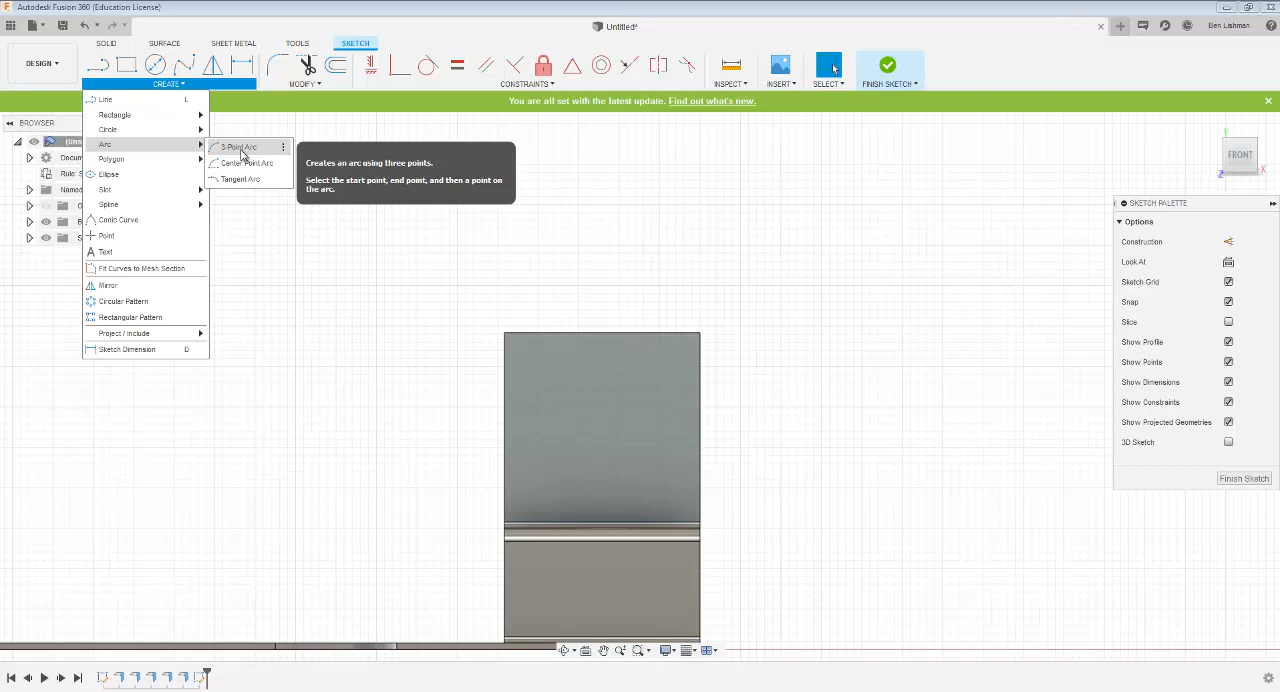 Autodesk Fusion 360 (Education License)
Untitled*
Ben Lishman
DESIGN
SOLID
SURFACE
SHEET METAL
TOOLS
SKETCH
CREATE
MODIFY
CONSTRAINTS
INSPECT
INSERT
SELECT
FINISH SKETCH
You are all set with the latest update. Find out what's new.
BROWSER
(Uns
Docum
Rule: S
Named
O
B
S
Line L
Rectangle
Circle
Arc
Polygon
Ellipse
Slot
Spline
Conic Curve
Point
Text
Fit Curves to Mesh Section
Mirror
Circular Pattern
Rectangular Pattern
Project / Include
Sketch Dimension D
3-Point Arc
Center Point Arc
Tangent Arc
Creates an arc using three points.
Select the start point, end point, and then a point on
the arc.
FRONT
Y
X
Z
SKETCH PALETTE
Options
Construction
Look At
Sketch Grid
Snap
Slice
Show Profile
Show Points
Show Dimensions
Show Constraints
Show Projected Geometries
3D Sketch
Finish Sketch